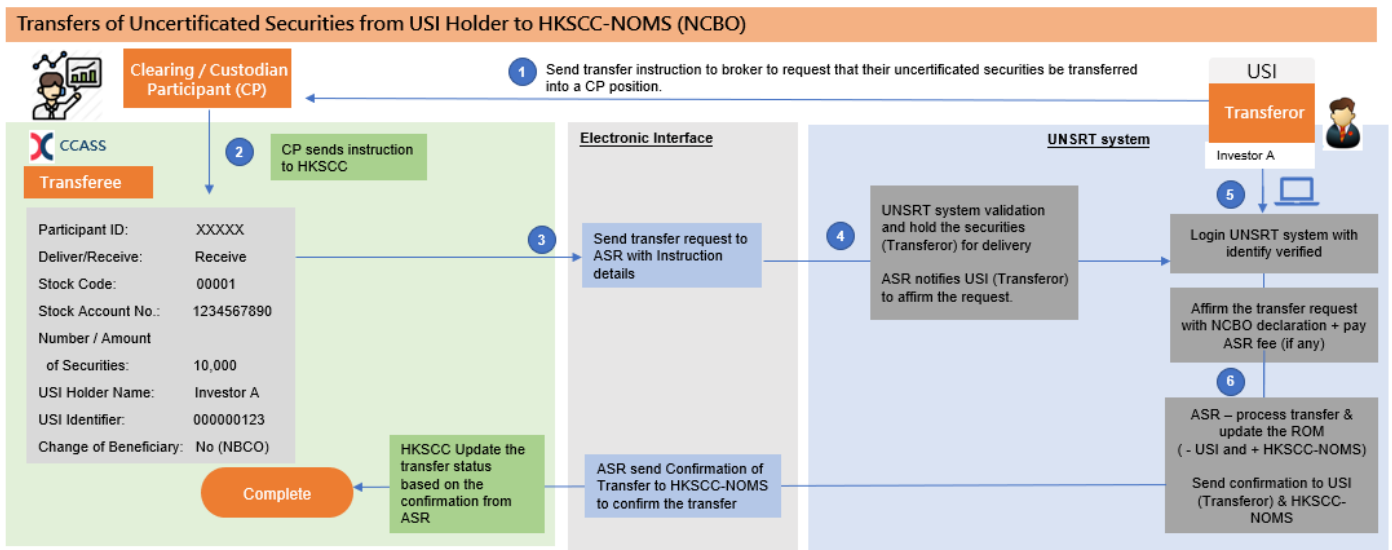 Transfers of Uncertificated Securities from USI Holder to HKSCC-NOMS (NCBO)
Clearing / Custodian
Participant (CP)
1
Send transfer instruction to broker to request that their uncertificated securities be transferred
into a CP position.
USI
Transferor
Investor A
CCASS
Transferee
2
CP sends instruction
to HKSCC
Electronic Interface
UNSRT system
Participant ID: XXXXX
Deliver/Receive: Receive
Stock Code: 00001
Stock Account No.: 1234567890
Number / Amount
of Securities: 10,000
USI Holder Name: Investor A
USI Identifier: 000000123
Change of Beneficiary: No (NBCO)
3
Send transfer request to
ASR with Instruction
details
4
UNSRT system validation
and hold the securities
(Transferor) for delivery
ASR notifies USI (Transferor)
to affirm the request.
5
Login UNSRT system with
identify verified
Affirm the transfer request
with NCBO declaration + pay
ASR fee (if any)
6
ASR – process transfer &
update the ROM
( - USI and + HKSCC-NOMS)
Send confirmation to USI
(Transferor) & HKSCC-
NOMS
ASR send Confirmation of
Transfer to HKSCC-NOMS
to confirm the transfer
HKSCC Update the
transfer status
based on the
confirmation from
ASR
Complete